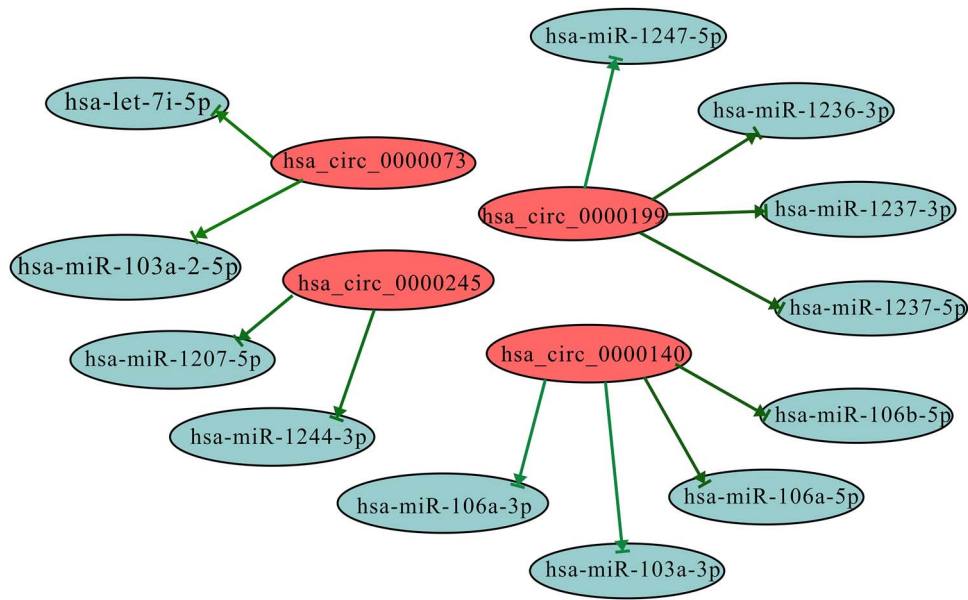 hsa-miR-1247-5p
hsa-let-7i-5p
hsa-miR-1236-3p
hsa_circ_0000073
hsa_circ_0000199
hsa-miR-1237-3p
hsa-miR-103a-2-5p
hsa_circ_0000245
hsa-miR-1237-5p
hsa-miR-1207-5p
hsa_circ_0000140
hsa-miR-106b-5p
hsa-miR-1244-3p
hsa-miR-106a-3p
hsa-miR-106a-5p
hsa-miR-103a-3p